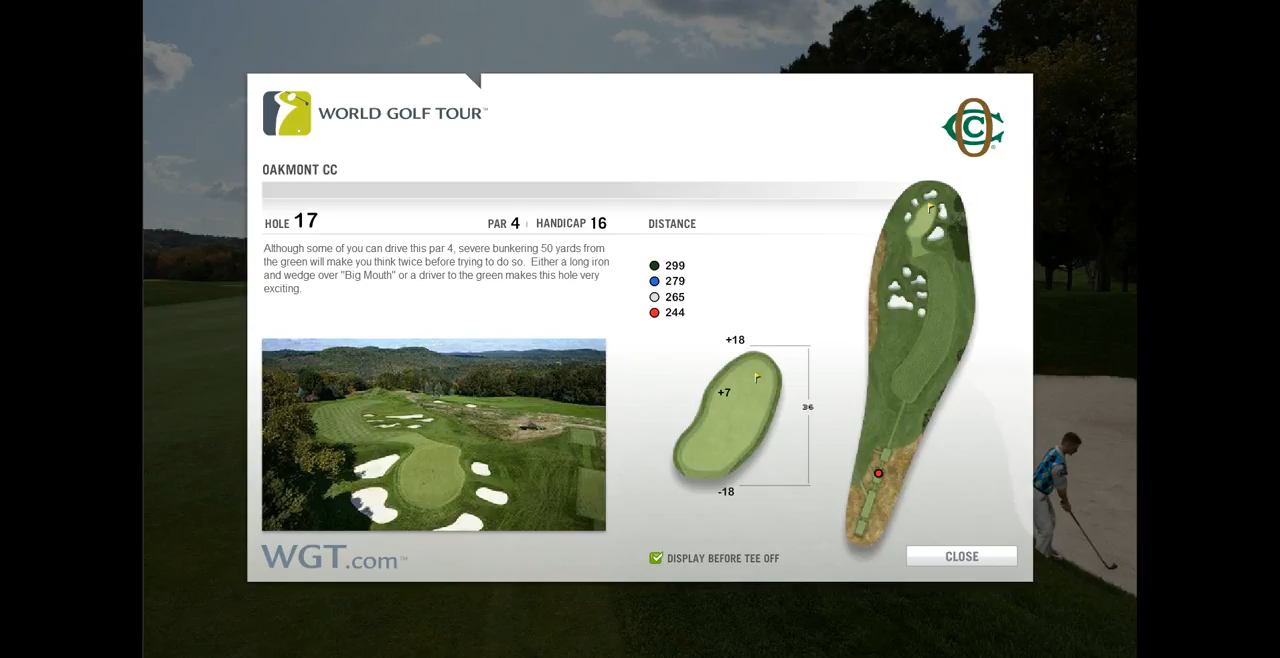 WORLD GOLF TOUR™
OAKMONT CC
HOLE 17 PAR 4 | HANDICAP 16 DISTANCE
Although some of you can drive this par 4, severe bunkering 50 yards from
the green will make you think twice before trying to do so. Either a long iron
and wedge over "Big Mouth" or a driver to the green makes this hole very
exciting.
299
279
265
244
+18
+7
36
-18
WGT.com™
DISPLAY BEFORE TEE OFF
CLOSE
OCC